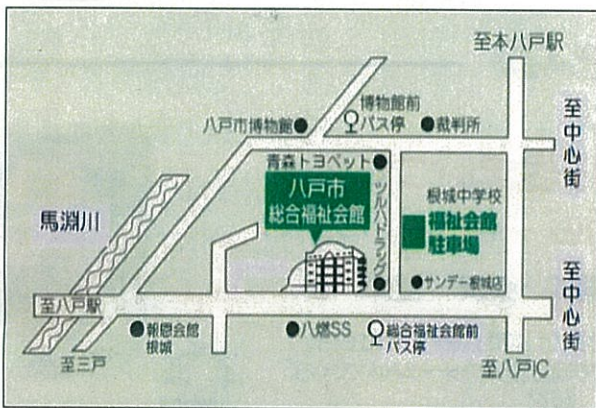 至本八戸駅
博物館前
バス停
八戸市博物館
裁判所
至中心街
青森トヨペット
八戸市
総合福祉会館
ツルハドラッグ
根城中学校
福祉会館
駐車場
馬淵川
サンデー根城店
至中心街
至八戸駅
報恩会館
根城
八燃SS
総合福祉会館前
バス停
至三戸
至八戸IC